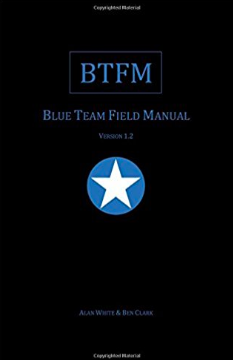 BTFM
BLUE TEAM FIELD MANUAL
VERSION 1.2
ALAN WHITE & BEN CLARK